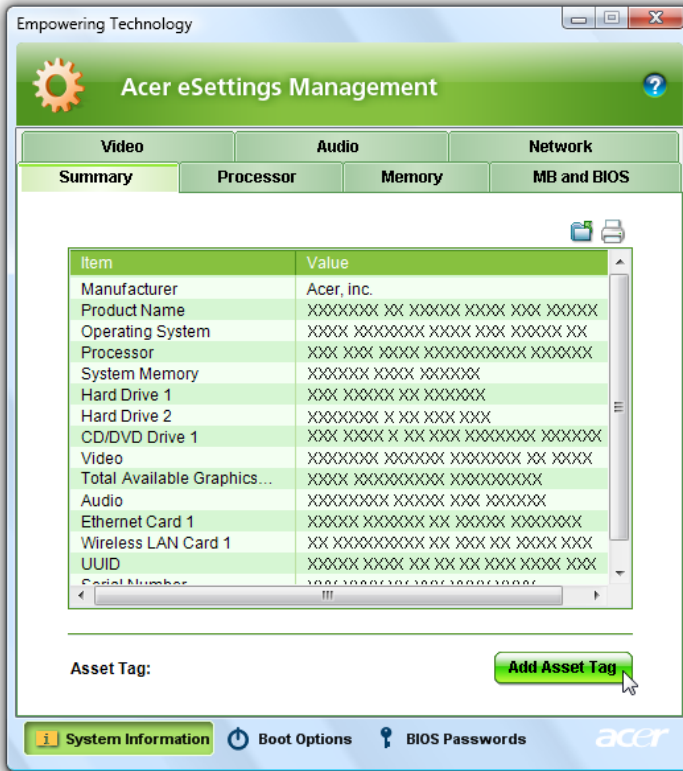 Empowering Technology
Acer eSettings Management
Video Audio Network
Summary Processor Memory MB and BIOS
Item Value
Manufacturer Acer, inc.
Product Name XXXXXXX XX XXXXX XXXX XXX XXXXX
Operating System XXXX XXXXXXX XXXX XXX XXXXX XX
Processor XXX XXX XXXX XXXXXXXXXX XXXXXX
System Memory XXXXXX XXXX XXXXXX
Hard Drive 1 XXX XXXXX XX XXXXXX
Hard Drive 2 XXXXXXX X XX XXX XXX
CD/DVD Drive 1 XXX XXXX X XX XXX XXXXXXX XXXXXX
Video XXXXXXX XXXXXX XXXXXXX XX XXXX
Total Available Graphics... XXXX XXXXXXXXX XXXXXXXXX
Audio XXXXXXXX XXXXX XXX XXXXXX
Ethernet Card 1 XXXXX XXXXXX XX XXXXX XXXXXXX
Wireless LAN Card 1 XX XXXXXXXXX XX XXX XX XXXX XXX
UUID XXXXX XXXX XX XX XX XXX XXXX XXX
Serial Number
Asset Tag: Add Asset Tag
System Information Boot Options BIOS Passwords acer